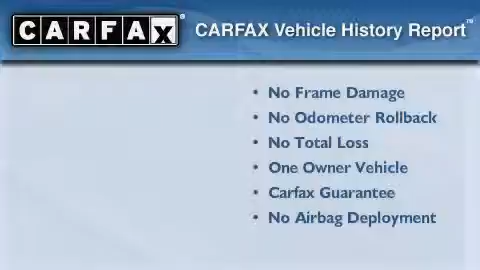 CARFAX® CARFAX Vehicle History Report™
• No Frame Damage
• No Odometer Rollback
• No Total Loss
• One Owner Vehicle
• Carfax Guarantee
• No Airbag Deployment